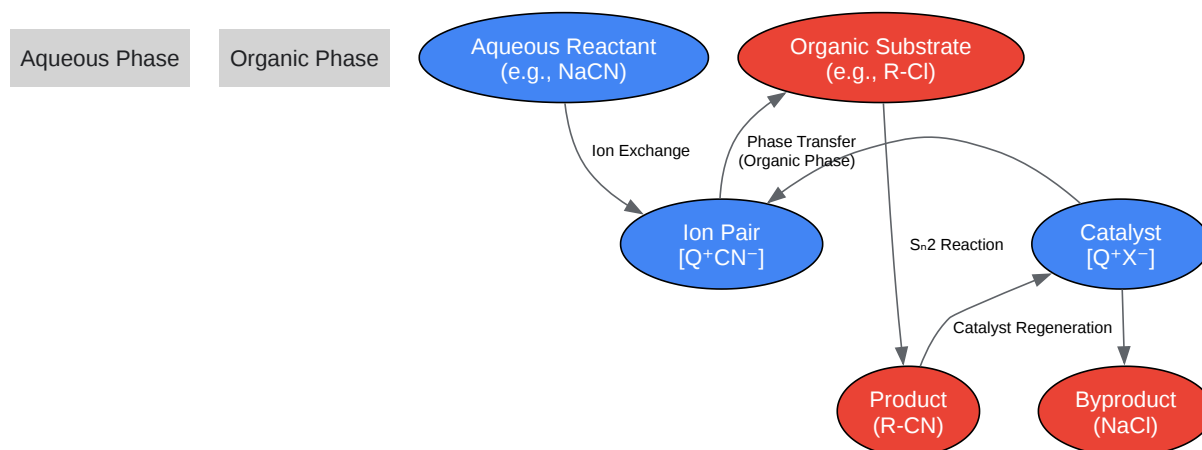 Aqueous Phase
Organic Phase
Aqueous Reactant
(e.g., NaCN)
Organic Substrate
(e.g., R-Cl)
Ion Exchange
Phase Transfer
(Organic Phase)
Ion Pair
[Q⁺CN⁻]
Catalyst
[Q⁺X⁻]
Sₙ2 Reaction
Catalyst Regeneration
Product
(R-CN)
Byproduct
(NaCl)